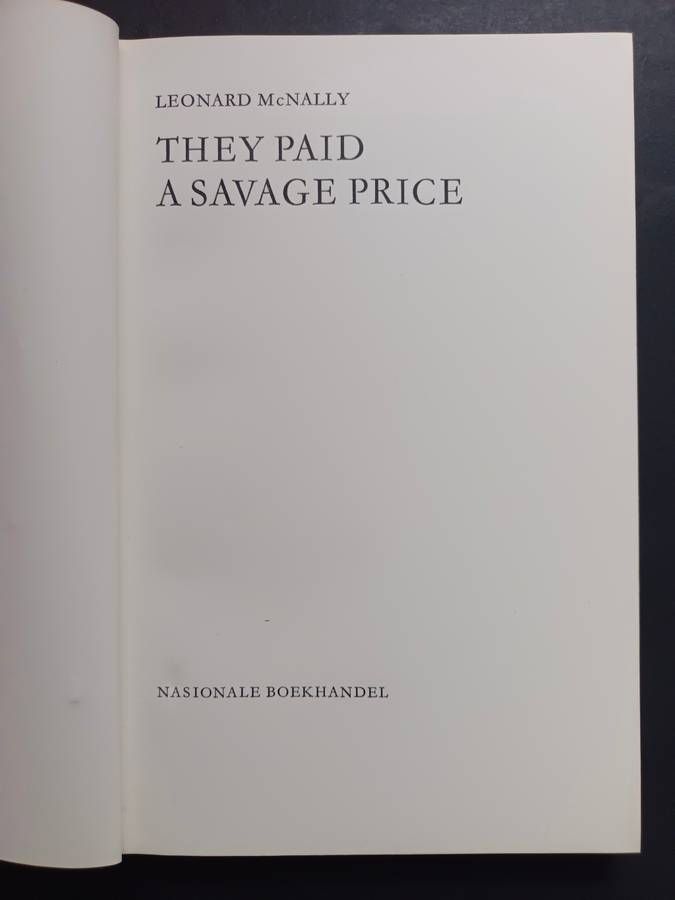 LEONARD McNALLY
THEY PAID
A SAVAGE PRICE
NASIONALE BOEKHANDEL